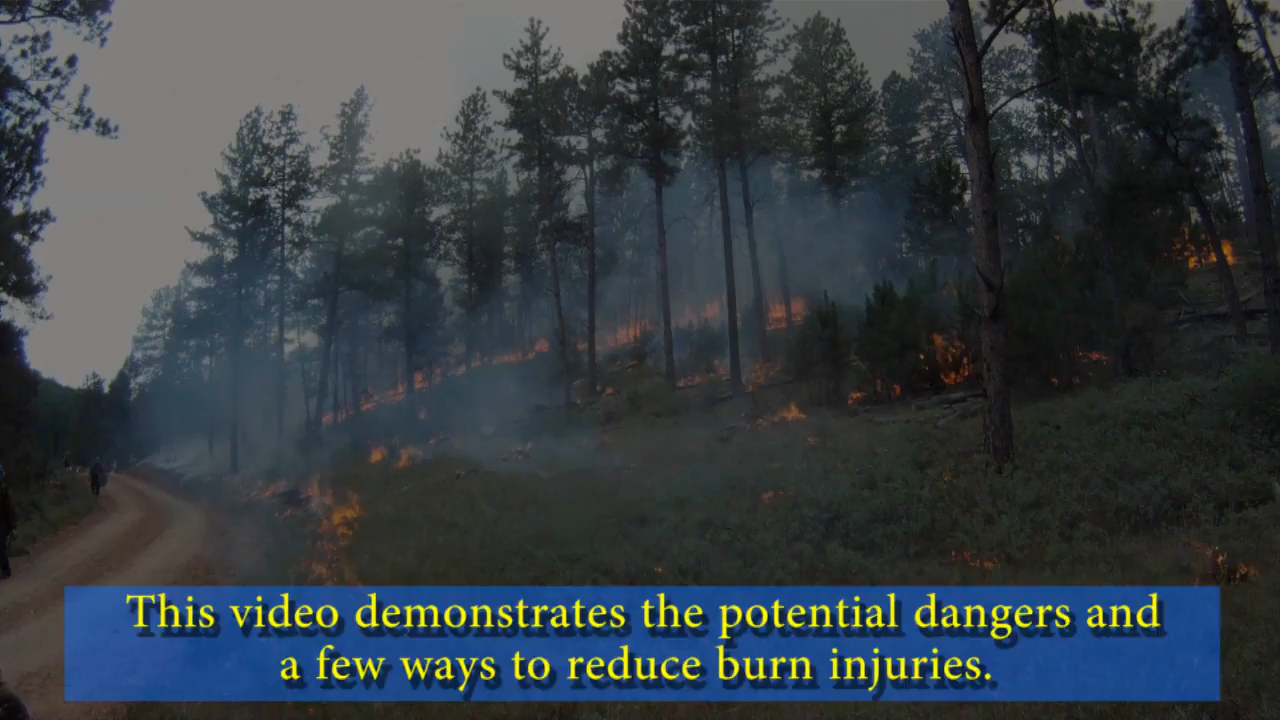 This video demonstrates the potential dangers and
a few ways to reduce burn injuries.